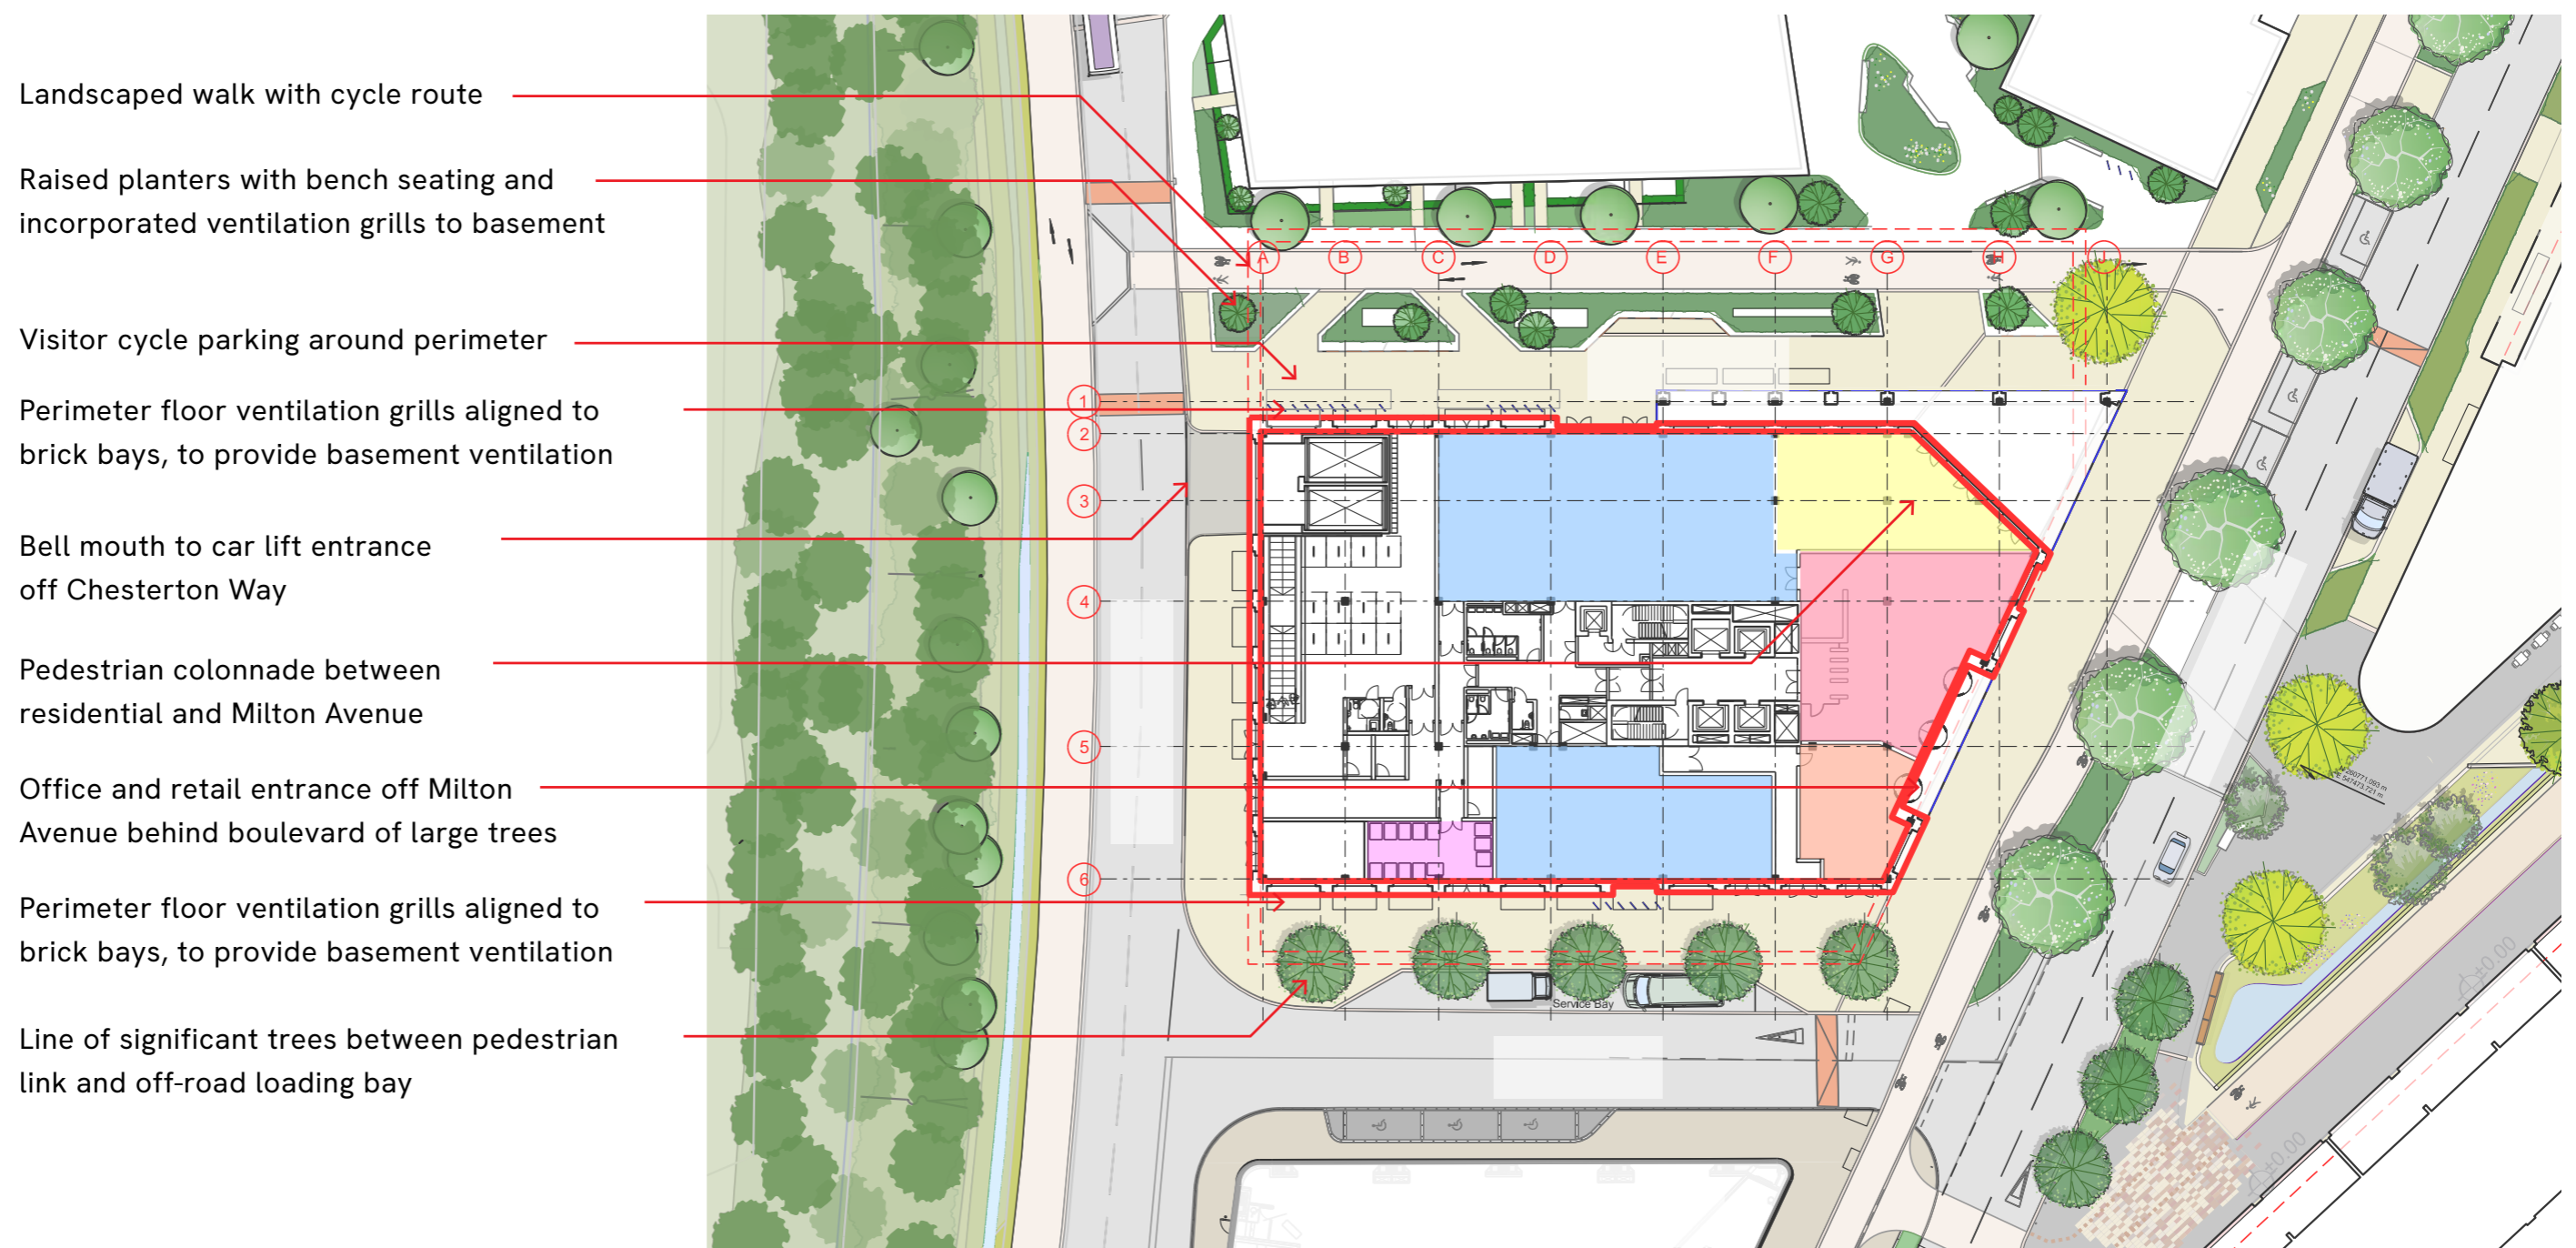 Landscaped walk with cycle route
Raised planters with bench seating and
incorporated ventilation grills to basement
Visitor cycle parking around perimeter
Perimeter floor ventilation grills aligned to
brick bays, to provide basement ventilation
Bell mouth to car lift entrance
off Chesterton Way
Pedestrian colonnade between
residential and Milton Avenue
Office and retail entrance off Milton
Avenue behind boulevard of large trees
Perimeter floor ventilation grills aligned to
brick bays, to provide basement ventilation
Line of significant trees between pedestrian
link and off-road loading bay
A B C D E F G H J
1
2
3
4
5
6
Service Bay
±0.00
±0.00